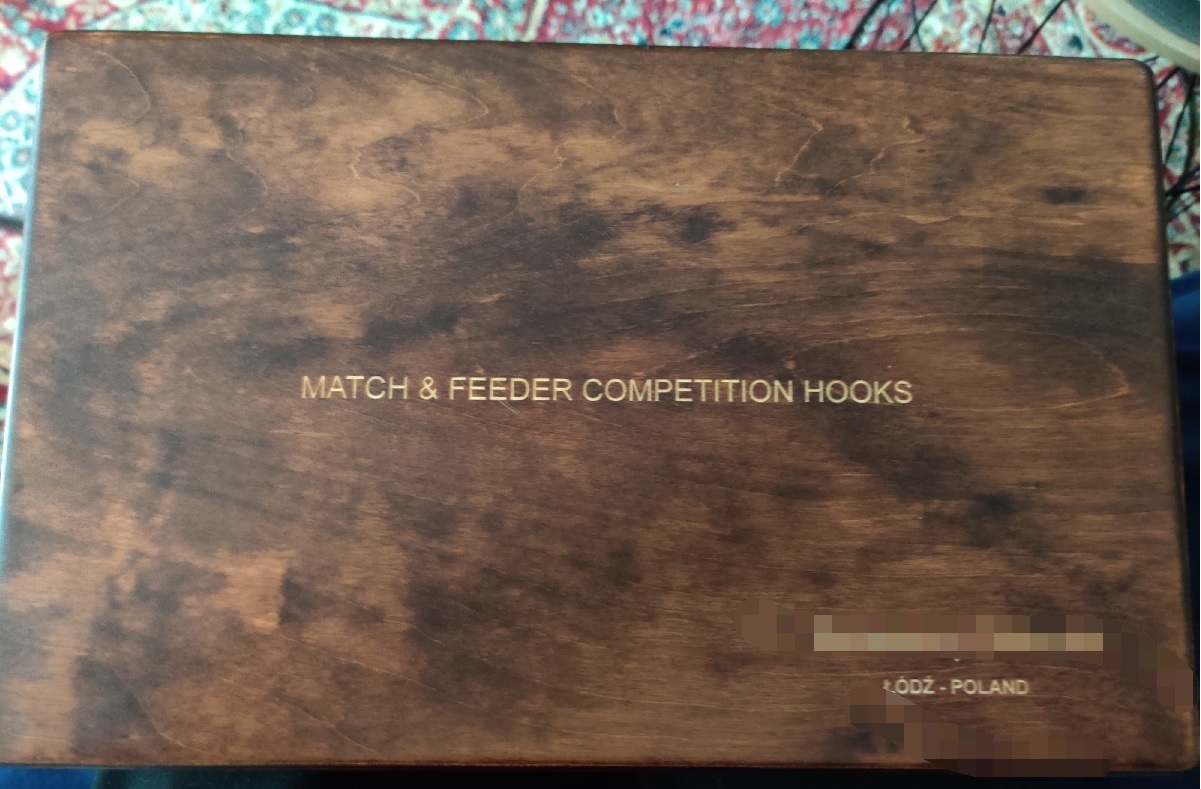 MATCH & FEEDER COMPETITION HOOKS
ŁÓDŹ - POLAND